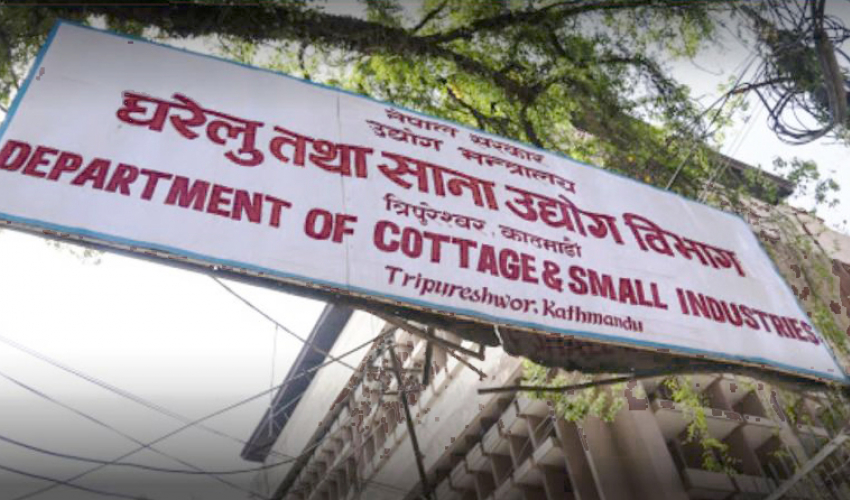 नेपाल सरकार
उद्योग मन्त्रालय
घरेलु तथा साना उद्योग विभाग
त्रिपुरेश्वर, काठमाडौं
DEPARTMENT OF COTTAGE & SMALL INDUSTRIES
Tripureshwor, Kathmandu